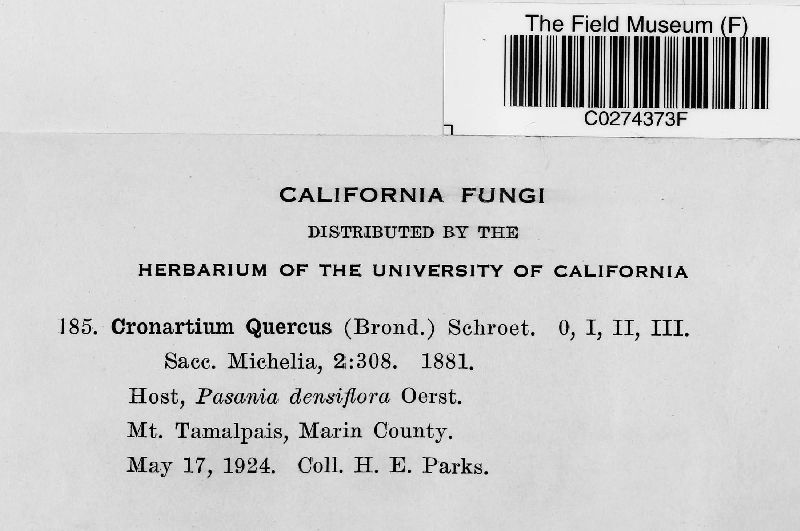 The Field Museum (F)
C0274373F
CALIFORNIA FUNGI
DISTRIBUTED BY THE
HERBARIUM OF THE UNIVERSITY OF CALIFORNIA
185. Cronartium Quercus (Brond.) Schroet. 0, I, II, III.
Sacc. Michelia, 2:308. 1881.
Host, Pasania densiflora Oerst.
Mt. Tamalpais, Marin County.
May 17, 1924. Coll. H. E. Parks.